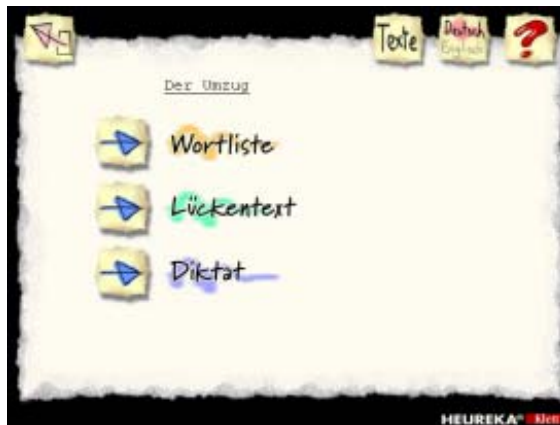 Texte
Deutsch
Englisch
?
Der Umzug
Wortliste
Lückentext
Diktat
HEUREKA® Klett